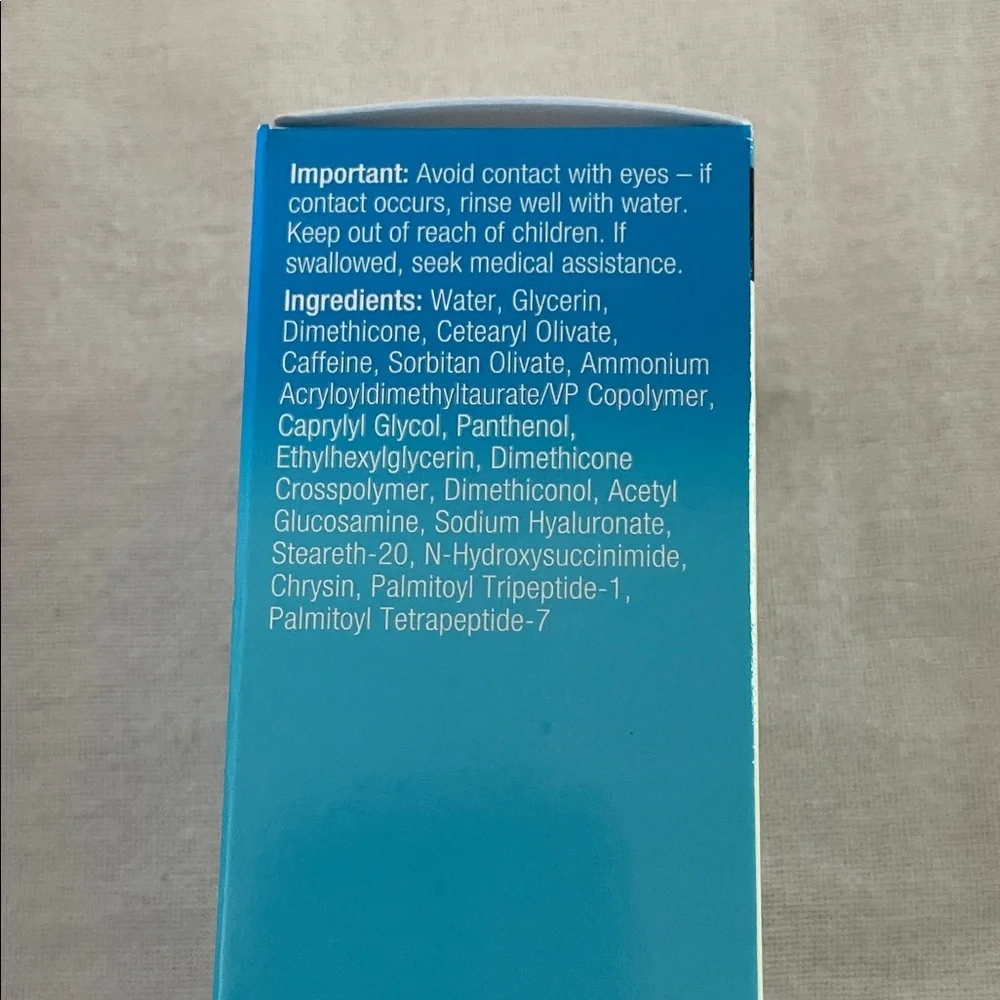 Important: Avoid contact with eyes – if
contact occurs, rinse well with water.
Keep out of reach of children. If
swallowed, seek medical assistance.
Ingredients: Water, Glycerin,
Dimethicone, Cetearyl Olivate,
Caffeine, Sorbitan Olivate, Ammonium
Acryloyldimethyltaurate/VP Copolymer,
Caprylyl Glycol, Panthenol,
Ethylhexylglycerin, Dimethicone
Crosspolymer, Dimethiconol, Acetyl
Glucosamine, Sodium Hyaluronate,
Steareth-20, N-Hydroxysuccinimide,
Chrysin, Palmitoyl Tripeptide-1,
Palmitoyl Tetrapeptide-7